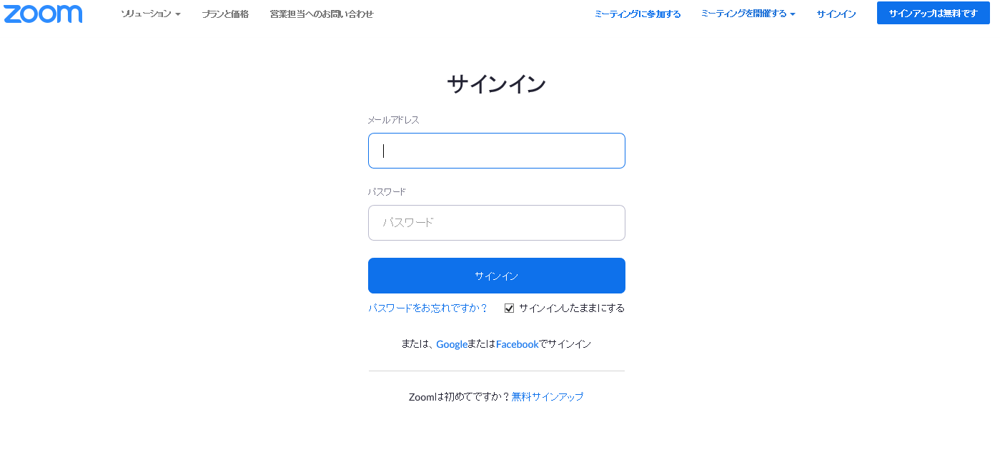 zoom ソリューション プランと価格 営業担当へのお問い合わせ ミーティングに参加する ミーティングを開催する サインイン サインアップは無料です
サインイン
メールアドレス
パスワード
パスワード
サインイン
パスワードをお忘れですか？ サインインしたままにする
または、GoogleまたはFacebookでサインイン
Zoomは初めてですか？無料サインアップ